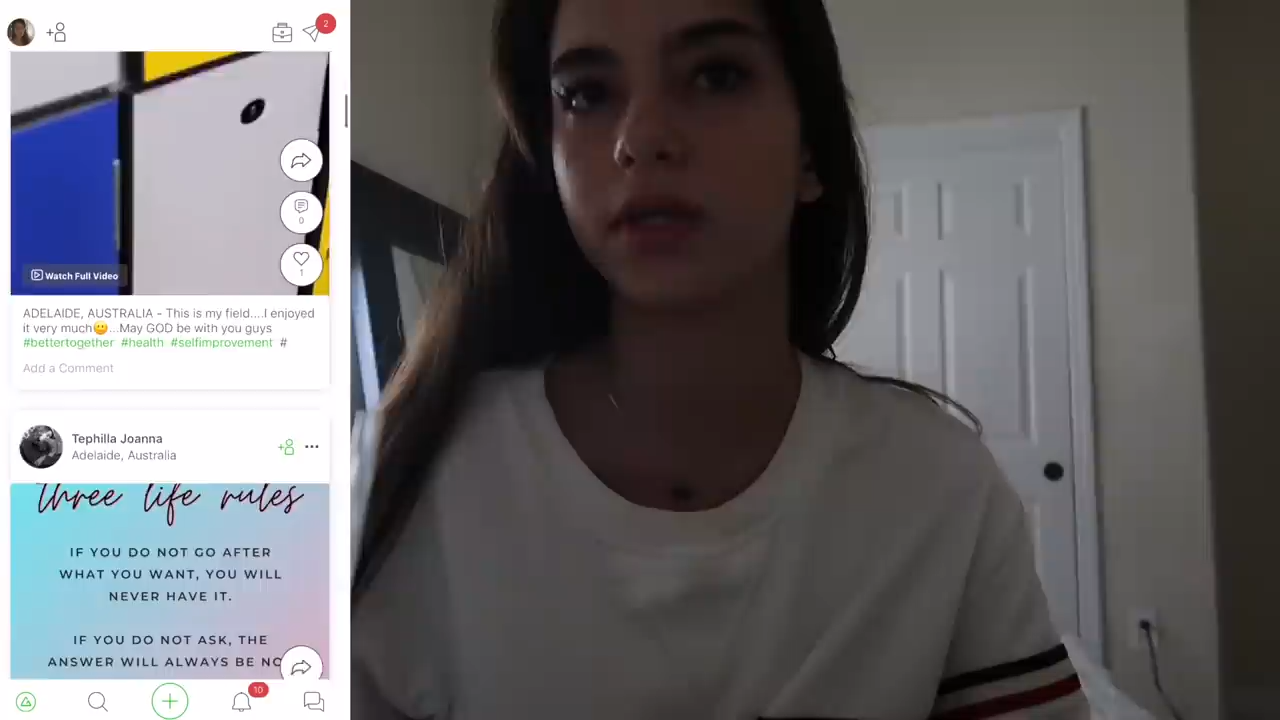 2
Watch Full Video
0
1
ADELAIDE, AUSTRALIA - This is my field....I enjoyed
it very much🙂...May GOD be with you guys
#bettertogether #health #selfimprovement #
Add a Comment
Tephilla Joanna
Adelaide, Australia
three life rules
IF YOU DO NOT GO AFTER
WHAT YOU WANT, YOU WILL
NEVER HAVE IT.
IF YOU DO NOT ASK, THE
ANSWER WILL ALWAYS BE NO
10